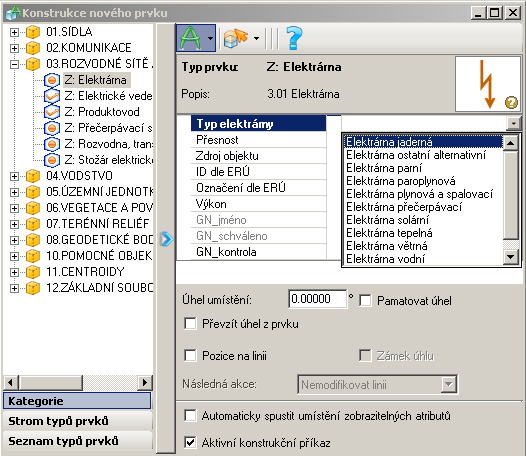 Konstrukce nového prvku
01.SÍDLA
02.KOMUNIKACE
03.ROZVODNÉ SÍTĚ
Z: Elektrárna
Z: Elektrické vede
Z: Produktovod
Z: Přečerpávací s
Z: Rozvodna, tran
Z: Stožár elektrick
04.VODSTVO
05.ÚZEMNÍ JEDNOTK
06.VEGETACE A POV
07.TERÉNNÍ RELIÉF
08.GEODETICKÉ BOD
10.POMOCNÉ OBJEK
11.CENTROIDY
12.ZÁKLADNÍ SOUBO
Kategorie
Strom typů prvků
Seznam typů prvků
Typ prvku: Z: Elektrárna
Popis: 3.01 Elektrárna
Typ elektrárny
Přesnost
Zdroj objektu
ID dle ERÚ
Označení dle ERÚ
Výkon
GN_jméno
GN_schváleno
GN_kontrola
Elektrárna jaderná
Elektrárna ostatní alternativní
Elektrárna parní
Elektrárna paroplynová
Elektrárna plynová a spalovací
Elektrárna přečerpávací
Elektrárna solární
Elektrárna tepelná
Elektrárna větrná
Elektrárna vodní
Úhel umístění: 0.00000 ° Pamatovat úhel
Převzít úhel z prvku
Pozice na linii Zámek úhlu
Následná akce: Nemodifikovat linii
Automaticky spustit umístění zobrazitelných atributů
Aktivní konstrukční příkaz